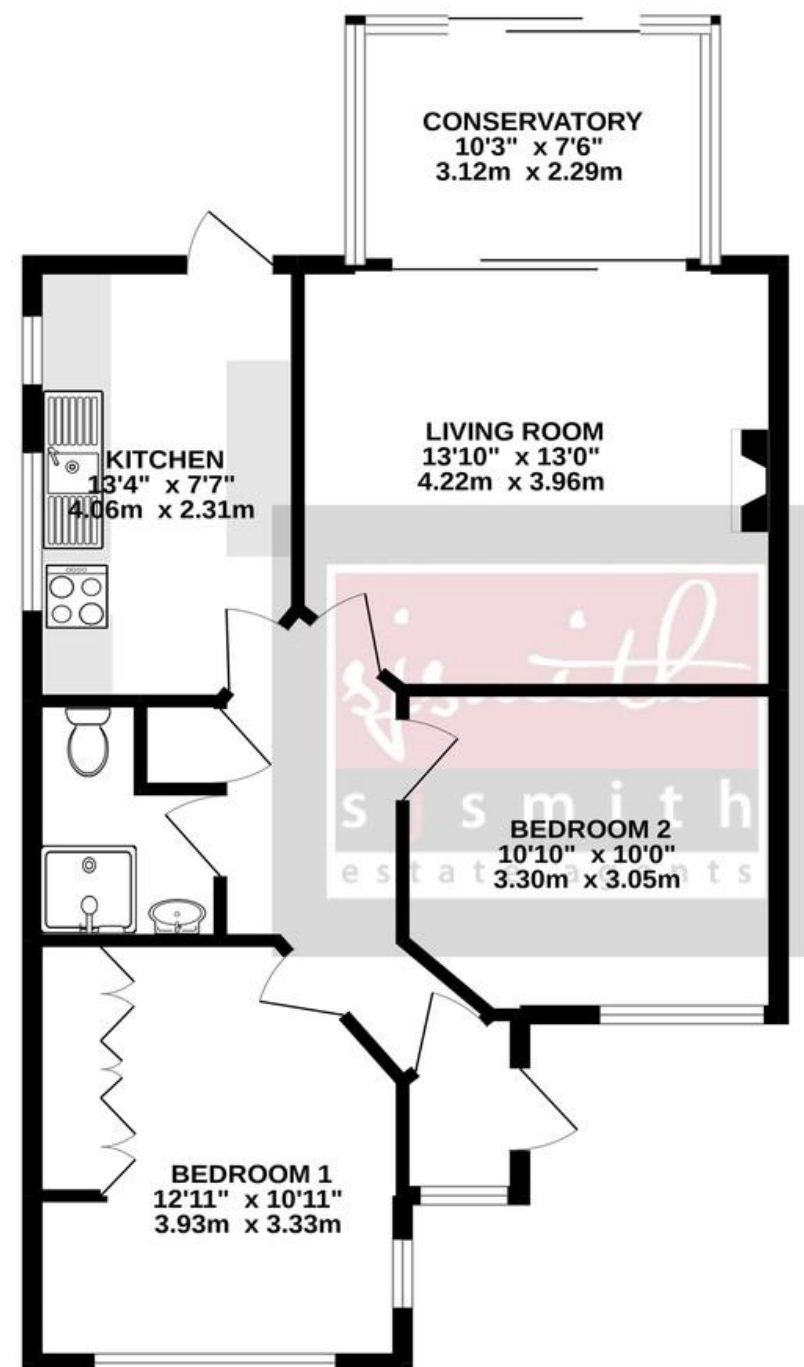 CONSERVATORY
10'3" x 7'6"
3.12m x 2.29m
LIVING ROOM
13'10" x 13'0"
4.22m x 3.96m
KITCHEN
13'4" x 7'7"
4.06m x 2.31m
sjsmith
sjsmith
estate agents
BEDROOM 2
10'10" x 10'0"
3.30m x 3.05m
BEDROOM 1
12'11" x 10'11"
3.93m x 3.33m